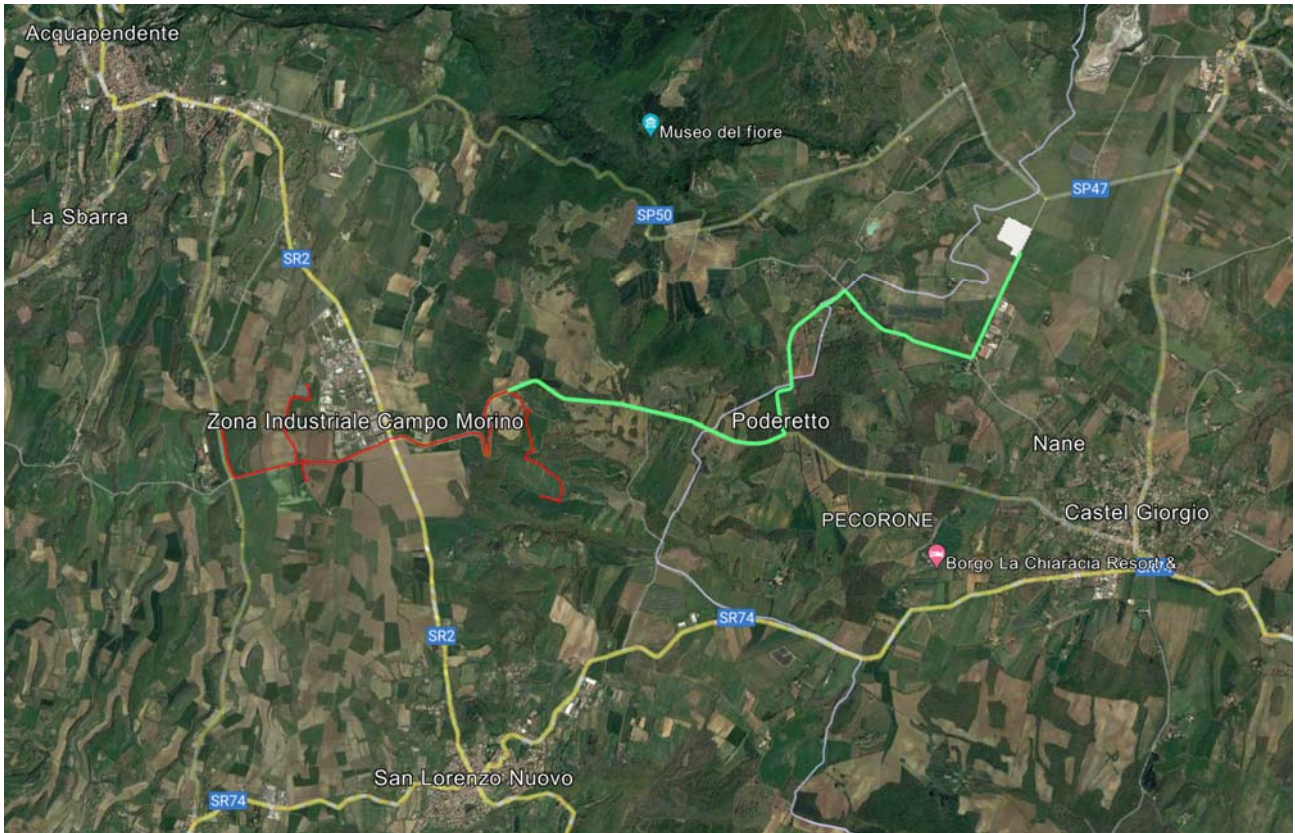 Acquapendente
Museo del fiore
SP47
La Sbarra
SP50
SR2
Zona Industriale Campo Morino
Poderetto
Nane
Castel Giorgio
PECORONE
Borgo La Chiaracia Resort &
SR74
SR74
SR2
San Lorenzo Nuovo
SR74